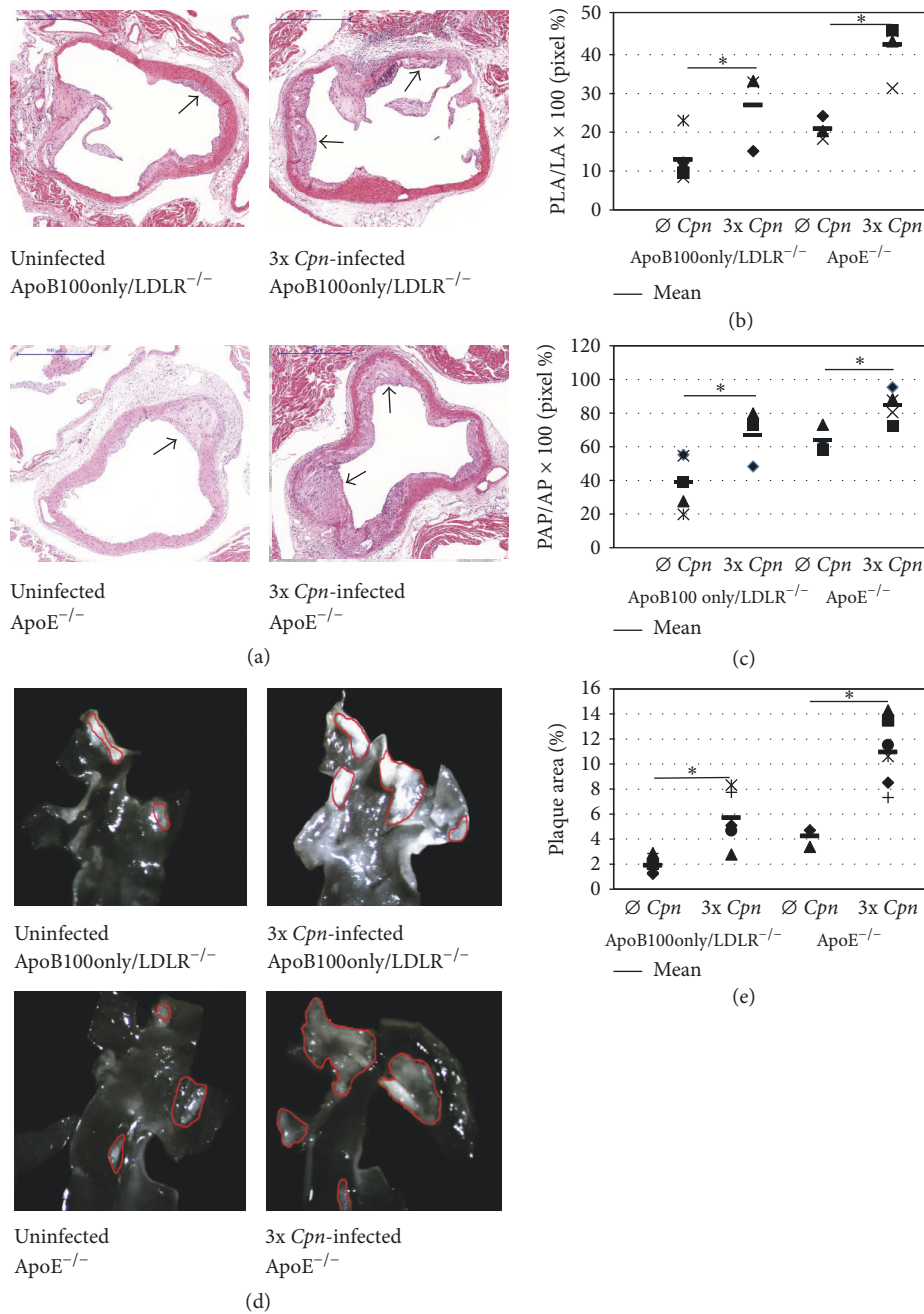 500 μm
Uninfected
ApoB100only/LDLR−/−
3x Cpn-infected
ApoB100only/LDLR−/−
Uninfected
ApoE−/−
3x Cpn-infected
ApoE−/−
(a)
PLA/LA × 100 (pixel %)
50
40
30
20
10
0
*
*
∅ Cpn 3x Cpn ∅ Cpn 3x Cpn
ApoB100only/LDLR−/− ApoE−/−
— Mean
(b)
PAP/AP × 100 (pixel %)
120
100
80
60
40
20
0
*
*
∅ Cpn 3x Cpn ∅ Cpn 3x Cpn
ApoB100 only/LDLR−/− ApoE−/−
— Mean
(c)
Uninfected
ApoB100only/LDLR−/−
3x Cpn-infected
ApoB100only/LDLR−/−
Uninfected
ApoE−/−
3x Cpn-infected
ApoE−/−
(d)
Plaque area (%)
16
14
12
10
8
6
4
2
0
*
*
∅ Cpn 3x Cpn ∅ Cpn 3x Cpn
ApoB100only/LDLR−/− ApoE−/−
— Mean
(e)